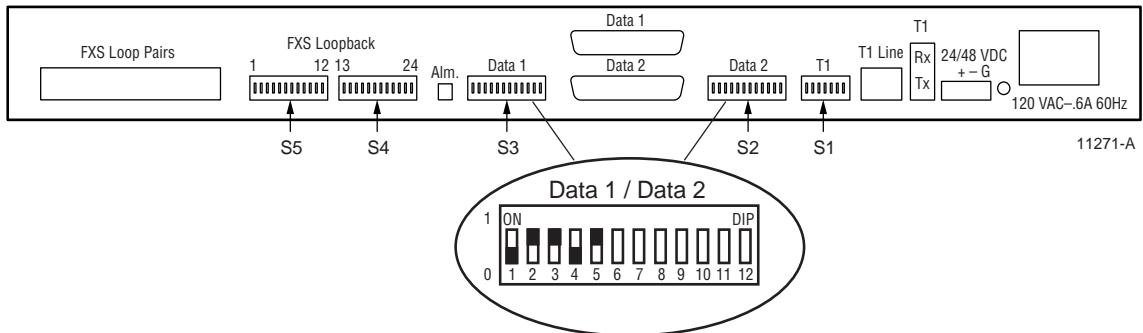 Data 1
T1
FXS Loop Pairs
FXS Loopback
1 12 13 24
Alm.
Data 1
Data 2
Data 2
T1
T1 Line
Rx
Tx
24/48 VDC
+ – G
120 VAC–.6A 60Hz
S5
S4
S3
S2
S1
11271-A
Data 1 / Data 2
1 ON DIP
0 1 2 3 4 5 6 7 8 9 10 11 12